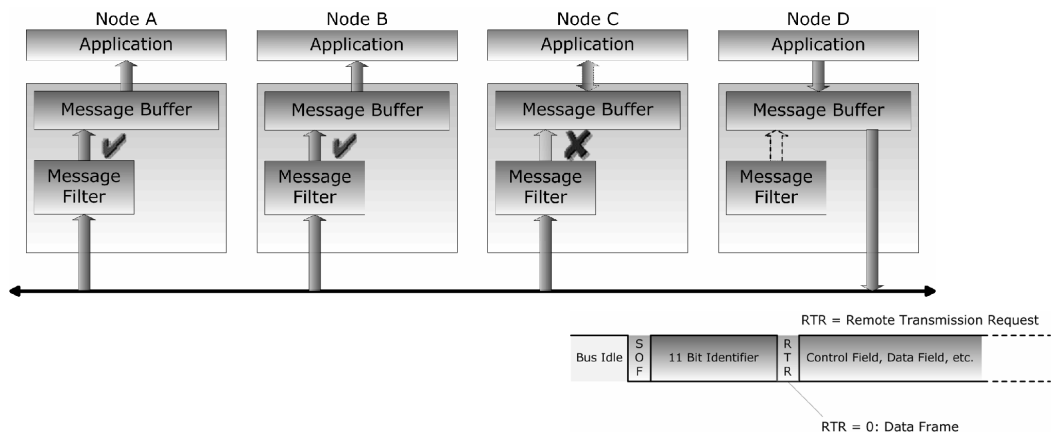 Node A Node B Node C Node D
Application Application Application Application
Message Buffer Message Buffer Message Buffer Message Buffer
Message Filter Message Filter Message Filter Message Filter
RTR = Remote Transmission Request
Bus Idle SOF 11 Bit Identifier RTR Control Field, Data Field, etc.
RTR = 0: Data Frame